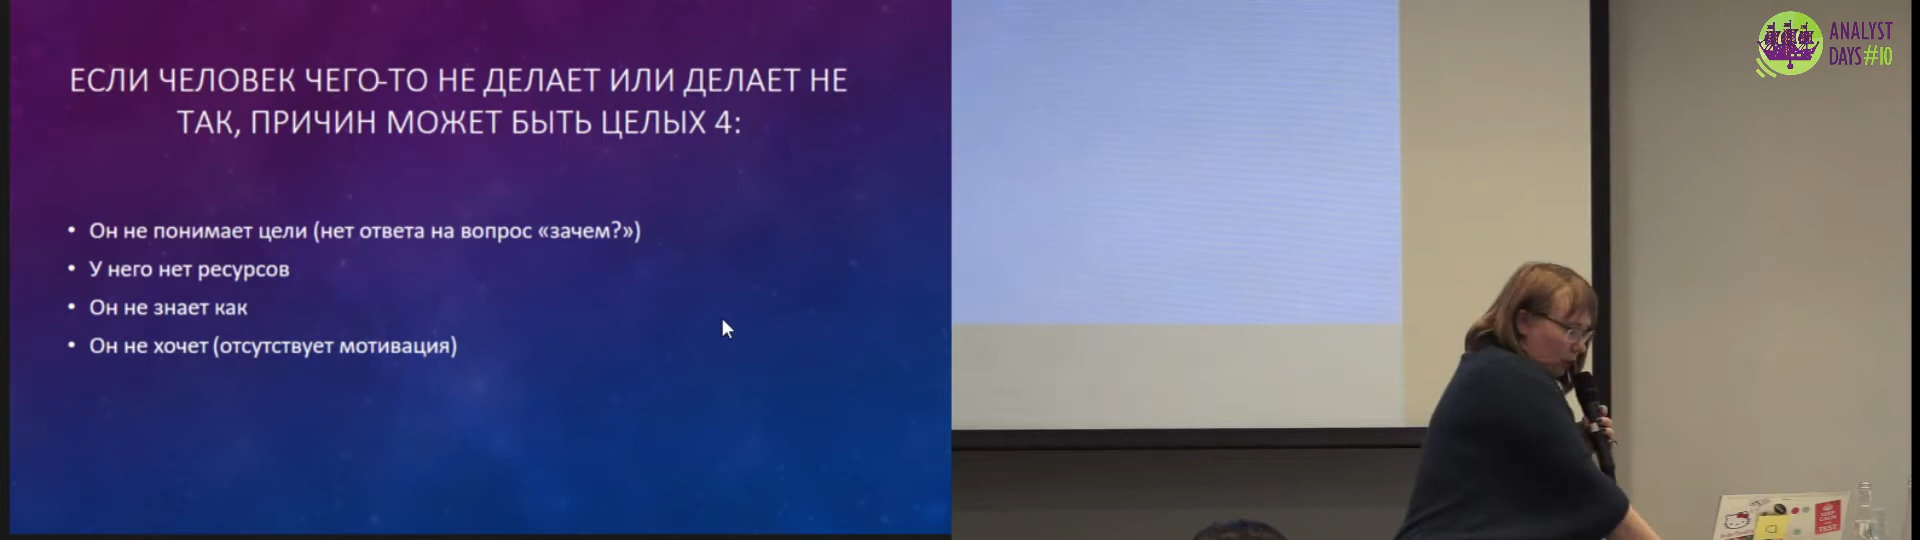 ЕСЛИ ЧЕЛОВЕК ЧЕГО-ТО НЕ ДЕЛАЕТ ИЛИ ДЕЛАЕТ НЕ
ТАК, ПРИЧИН МОЖЕТ БЫТЬ ЦЕЛЫХ 4:
• Он не понимает цели (нет ответа на вопрос «зачем?»)
• У него нет ресурсов
• Он не знает как
• Он не хочет (отсутствует мотивация)
ANALYST
DAYS #10